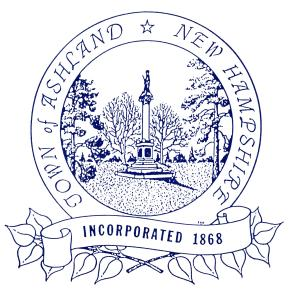 TOWN of ASHLAND ☆ NEW HAMPSHIRE
INCORPORATED 1868